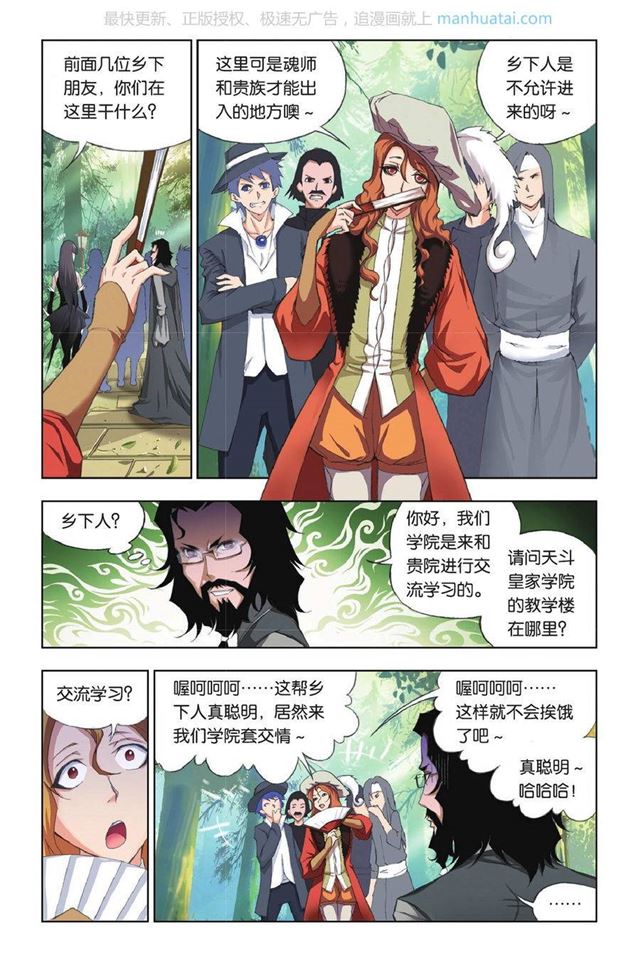 最快更新、正版授权、极速无广告，追漫画就上 manhuatai.com
前面几位乡下
朋友，你们在
这里干什么？
这里可是魂师
和贵族才能出
入的地方噢～
乡下人是
不允许进
来的呀～
乡下人？
你好，我们
学院是来和
贵院进行交
流学习的。
请问天斗
皇家学院
的教学楼
在哪里？
交流学习？
喔呵呵呵……这帮乡
下人真聪明，居然来
我们学院套交情～
喔呵呵呵……
这样就不会挨饿
了吧～
真聪明～
哈哈哈！
……